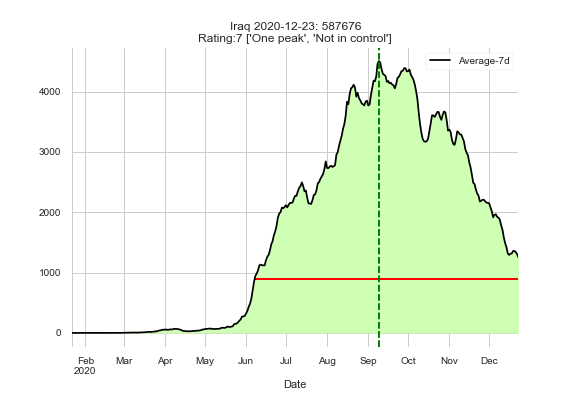 Iraq 2020-12-23: 587676
Rating:7 ['One peak', 'Not in control']
Average-7d
4000
3000
2000
1000
0
Feb Mar Apr May Jun Jul Aug Sep Oct Nov Dec
2020
Date